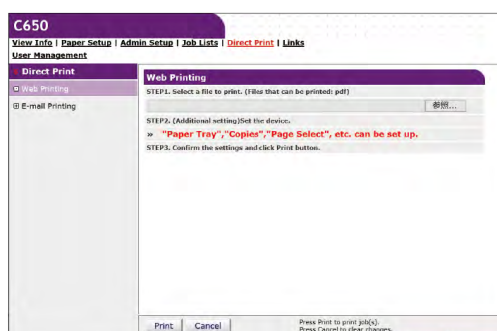 C650
View Info | Paper Setup | Admin Setup | Job Lists | Direct Print | Links
User Management
Direct Print
Web Printing
E-mail Printing
Web Printing
STEP1. Select a file to print. (Files that can be printed: pdf)
参照...
STEP2. (Additional setting)Set the device.
» "Paper Tray","Copies","Page Select", etc. can be set up.
STEP3. Confirm the settings and click Print button.
Print Cancel
Press Print to print job(s).
Press Cancel to clear changes.